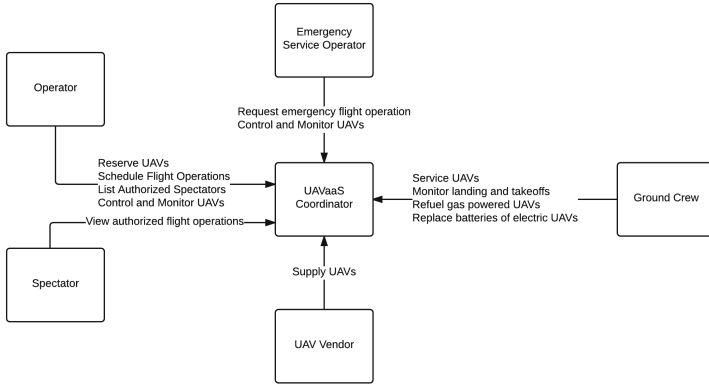 Emergency
Service Operator
Operator
Request emergency flight operation
Control and Monitor UAVs
Reserve UAVs
Schedule Flight Operations
List Authorized Spectators
Control and Monitor UAVs
UAVaaS
Coordinator
Service UAVs
Monitor landing and takeoffs
Refuel gas powered UAVs
Replace batteries of electric UAVs
Ground Crew
View authorized flight operations
Spectator
Supply UAVs
UAV Vendor